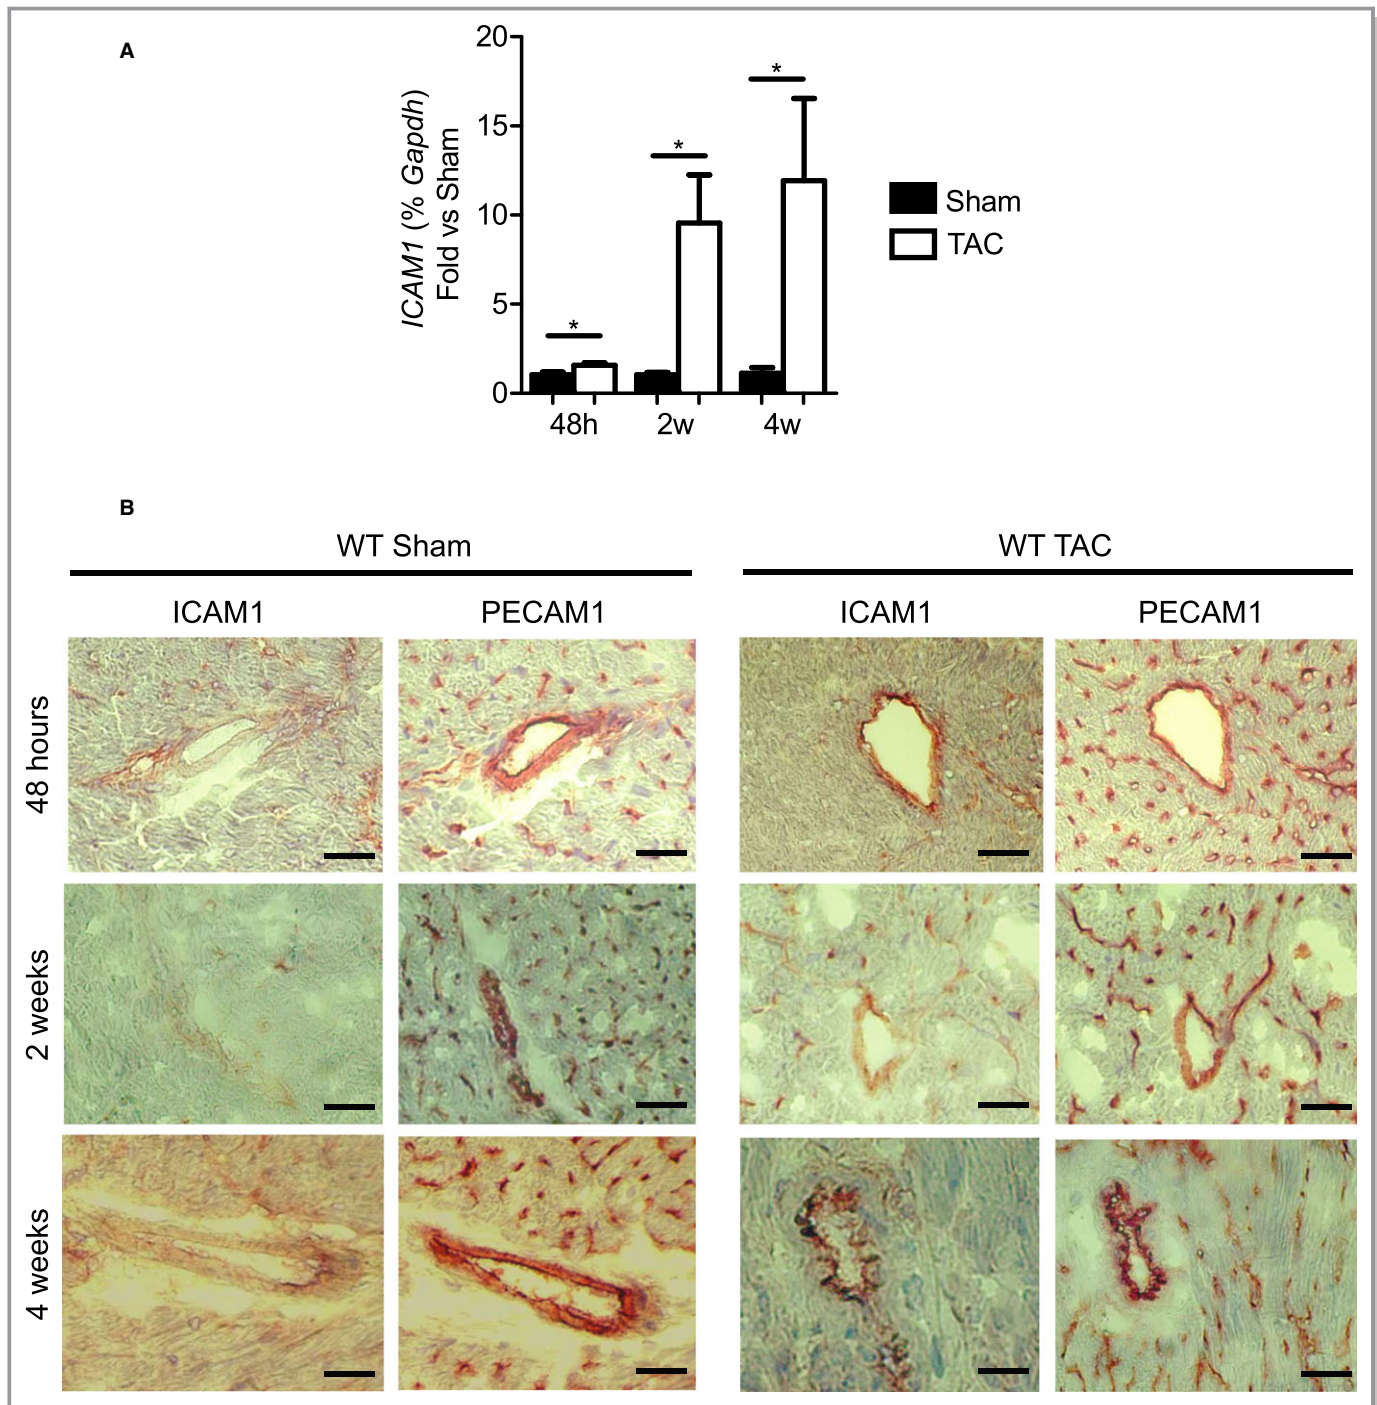 A
20
15
10
5
0
ICAM1 (% Gapdh)
Fold vs Sham
*
*
*
48h
2w
4w
Sham
TAC
B
WT Sham
WT TAC
ICAM1
PECAM1
ICAM1
PECAM1
48 hours
2 weeks
4 weeks